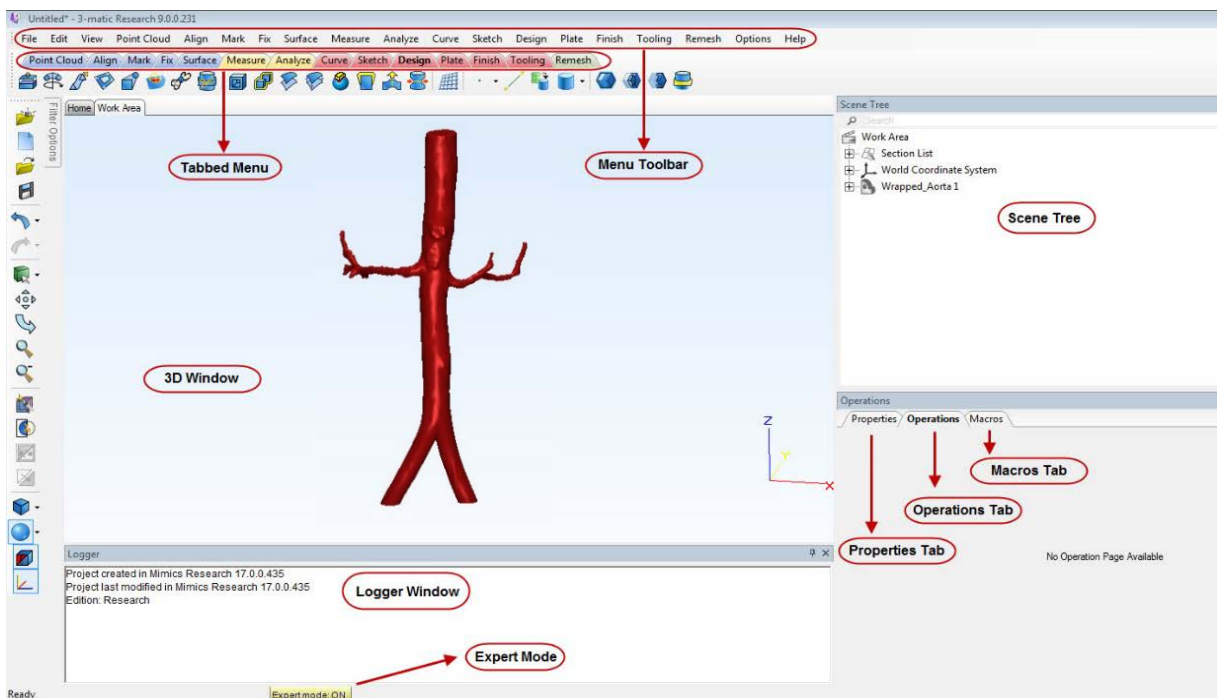 Untitled* - 3-matic Research 9.0.0.231
File Edit View Point Cloud Align Mark Fix Surface Measure Analyze Curve Sketch Design Plate Finish Tooling Remesh Options Help
Point Cloud Align Mark Fix Surface Measure Analyze Curve Sketch Design Plate Finish Tooling Remesh
Filter Options
Home Work Area
Tabbed Menu
Menu Toolbar
3D Window
Z
Y
X
Scene Tree
Search
Work Area
Section List
World Coordinate System
Wrapped_Aorta 1
Scene Tree
Operations
Properties Operations Macros
Macros Tab
Operations Tab
Properties Tab
No Operation Page Available
Logger
Project created in Mimics Research 17.0.0.435
Project last modified in Mimics Research 17.0.0.435
Edition: Research
Logger Window
Expert Mode
Ready
Expert mode: ON